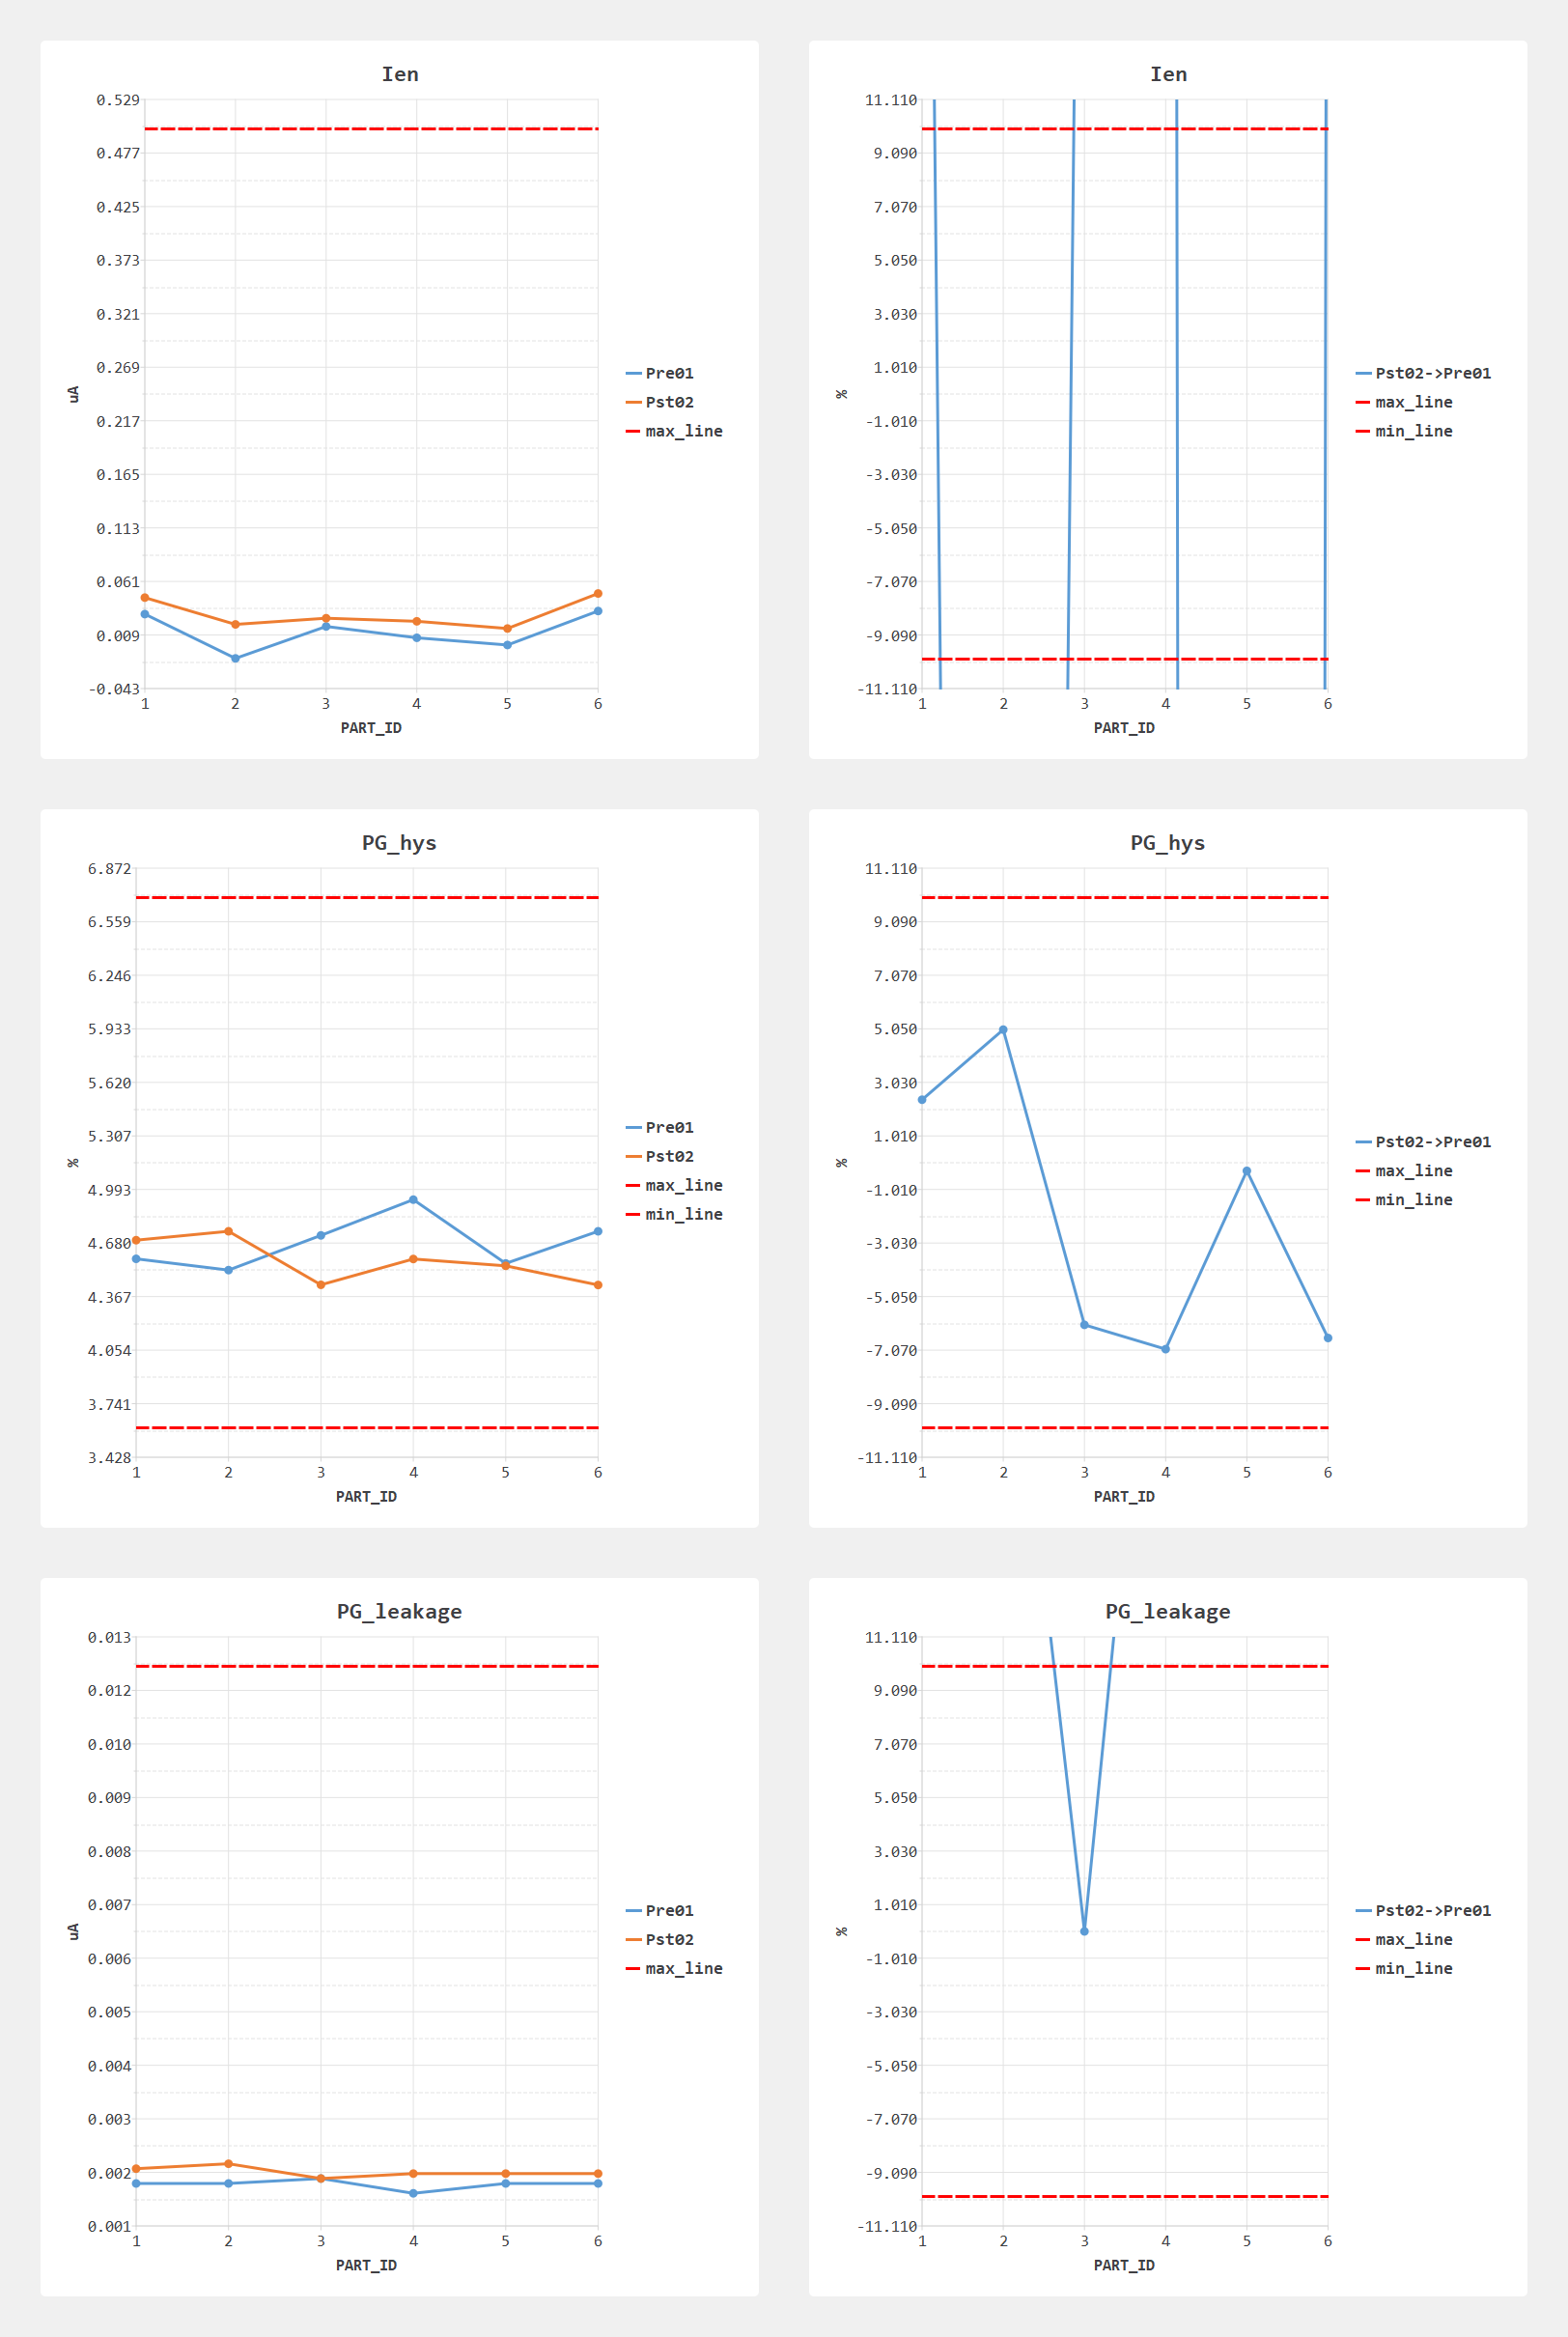 Ien
0.529
0.477
0.425
0.373
0.321
0.269
0.217
0.165
0.113
0.061
0.009
-0.043
uA
1 2 3 4 5 6
PART_ID
Pre01
Pst02
max_line
Ien
11.110
9.090
7.070
5.050
3.030
1.010
-1.010
-3.030
-5.050
-7.070
-9.090
-11.110
%
1 2 3 4 5 6
PART_ID
Pst02->Pre01
max_line
min_line
PG_hys
6.872
6.559
6.246
5.933
5.620
5.307
4.993
4.680
4.367
4.054
3.741
3.428
%
1 2 3 4 5 6
PART_ID
Pre01
Pst02
max_line
min_line
PG_hys
11.110
9.090
7.070
5.050
3.030
1.010
-1.010
-3.030
-5.050
-7.070
-9.090
-11.110
%
1 2 3 4 5 6
PART_ID
Pst02->Pre01
max_line
min_line
PG_leakage
0.013
0.012
0.010
0.009
0.008
0.007
0.006
0.005
0.004
0.003
0.002
0.001
uA
1 2 3 4 5 6
PART_ID
Pre01
Pst02
max_line
PG_leakage
11.110
9.090
7.070
5.050
3.030
1.010
-1.010
-3.030
-5.050
-7.070
-9.090
-11.110
%
1 2 3 4 5 6
PART_ID
Pst02->Pre01
max_line
min_line